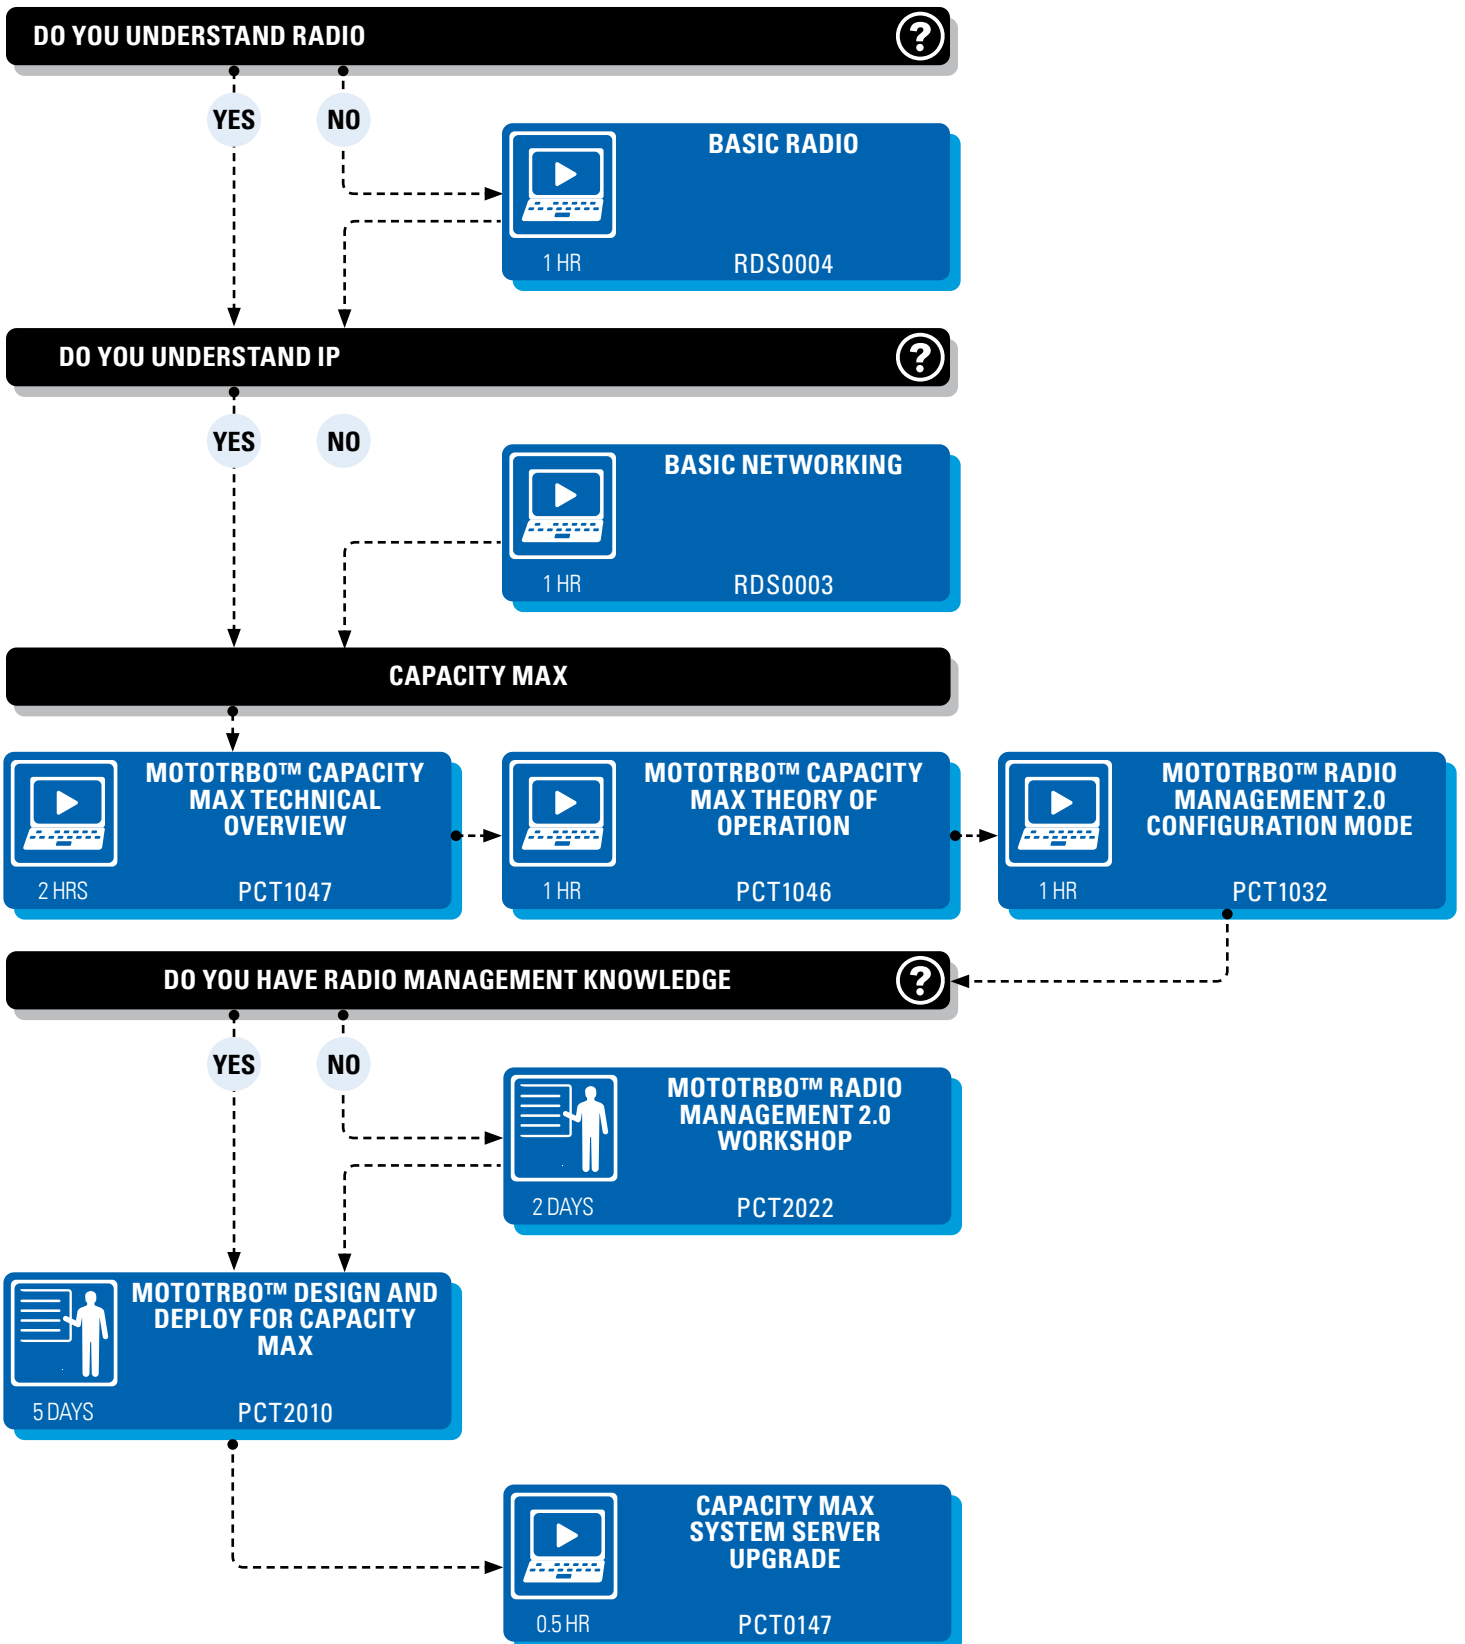 DO YOU UNDERSTAND RADIO
?
YES
NO
BASIC RADIO
1 HR
RDS0004
DO YOU UNDERSTAND IP
?
YES
NO
BASIC NETWORKING
1 HR
RDS0003
CAPACITY MAX
MOTOTRBO™ CAPACITY
MAX TECHNICAL
OVERVIEW
2 HRS
PCT1047
MOTOTRBO™ CAPACITY
MAX THEORY OF
OPERATION
1 HR
PCT1046
MOTOTRBO™ RADIO
MANAGEMENT 2.0
CONFIGURATION MODE
1 HR
PCT1032
DO YOU HAVE RADIO MANAGEMENT KNOWLEDGE
?
YES
NO
MOTOTRBO™ RADIO
MANAGEMENT 2.0
WORKSHOP
2 DAYS
PCT2022
MOTOTRBO™ DESIGN AND
DEPLOY FOR CAPACITY
MAX
5 DAYS
PCT2010
CAPACITY MAX
SYSTEM SERVER
UPGRADE
0.5 HR
PCT0147